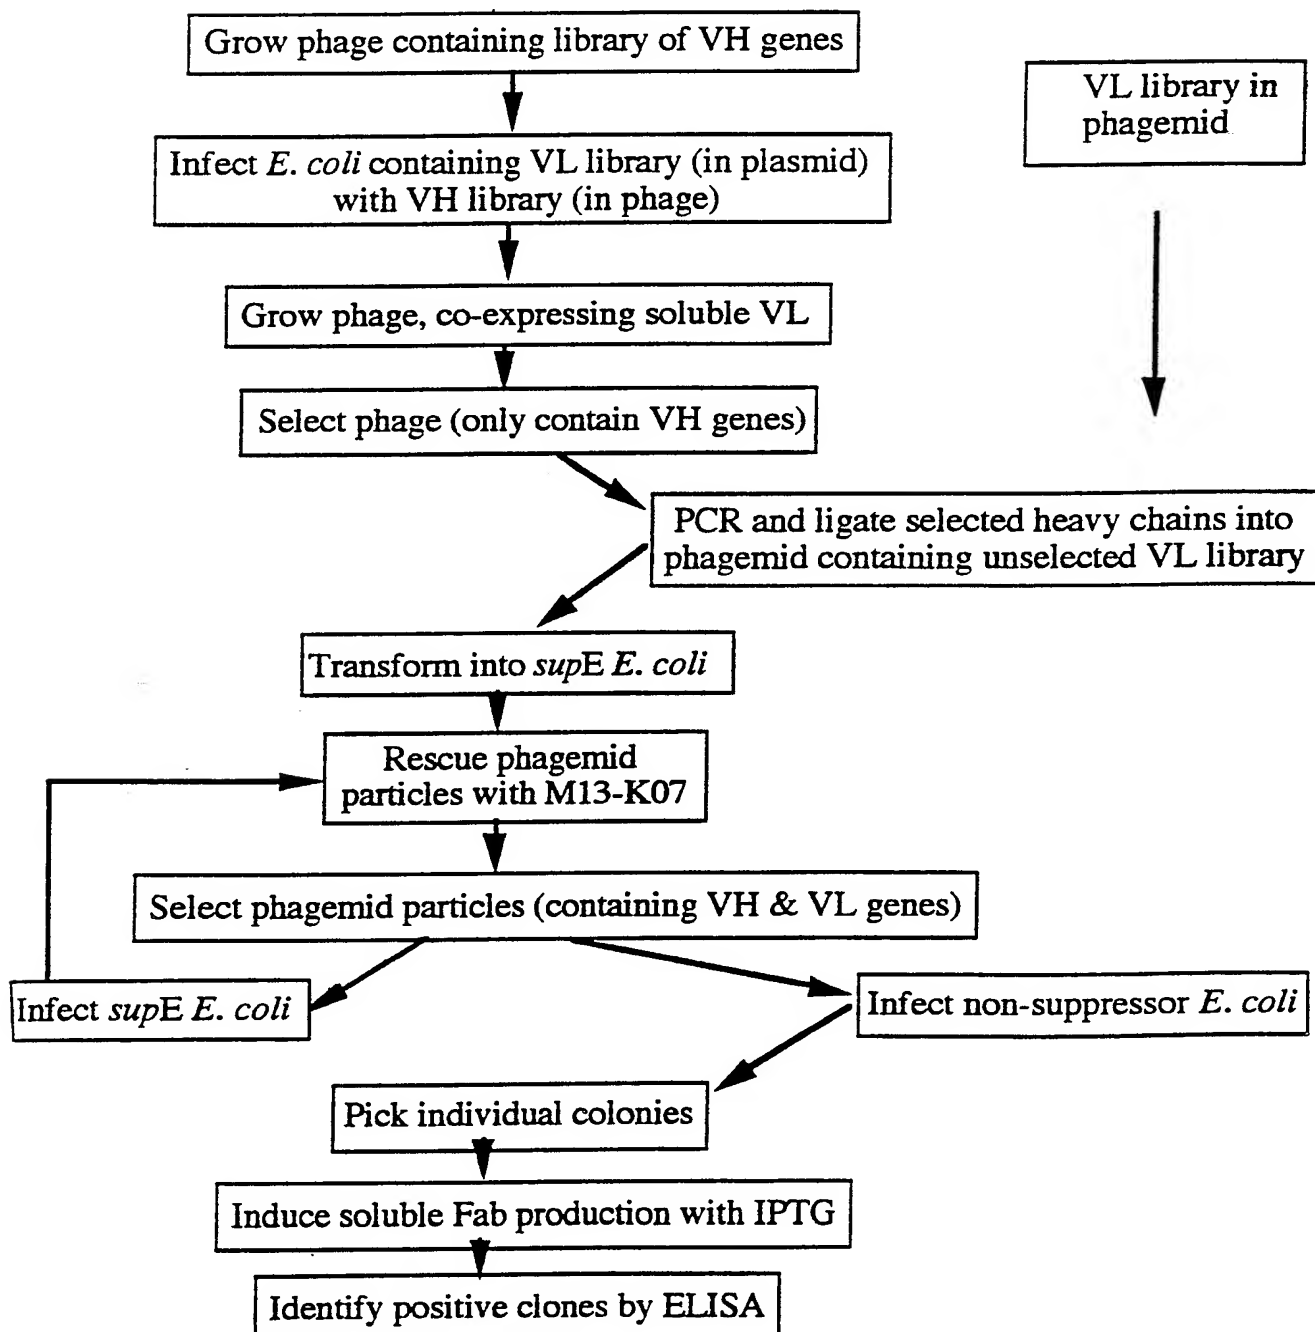 Grow phage containing library of VH genes
VL library in
phagemid
Infect E. coli containing VL library (in plasmid)
with VH library (in phage)
Grow phage, co-expressing soluble VL
Select phage (only contain VH genes)
PCR and ligate selected heavy chains into
phagemid containing unselected VL library
Transform into supE E. coli
Rescue phagemid
particles with M13-K07
Select phagemid particles (containing VH & VL genes)
Infect supE E. coli
Infect non-suppressor E. coli
Pick individual colonies
Induce soluble Fab production with IPTG
Identify positive clones by ELISA